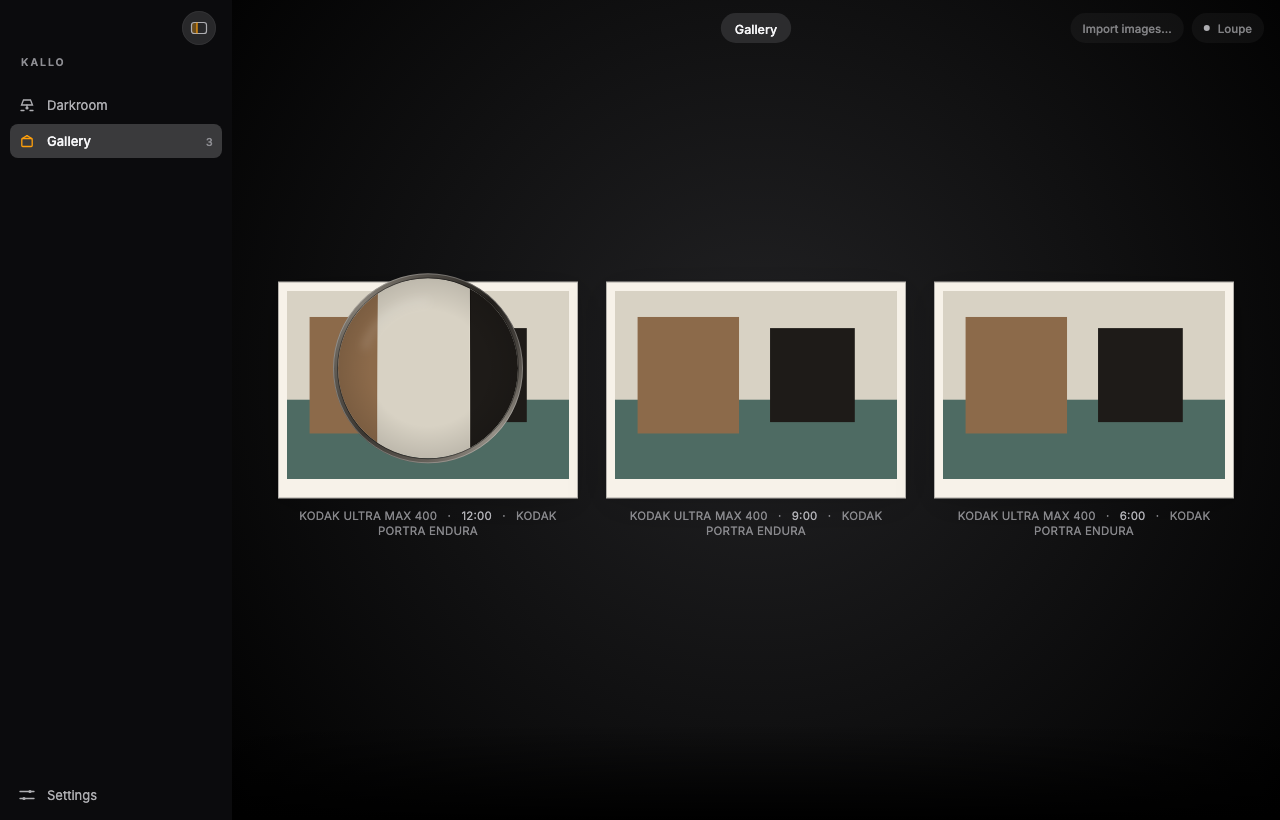 KALLO
Darkroom
Gallery 3
Settings
Gallery
Import images...
Loupe
KODAK ULTRA MAX 400 · 12:00 · KODAK
PORTRA ENDURA
KODAK ULTRA MAX 400 · 9:00 · KODAK
PORTRA ENDURA
KODAK ULTRA MAX 400 · 6:00 · KODAK
PORTRA ENDURA